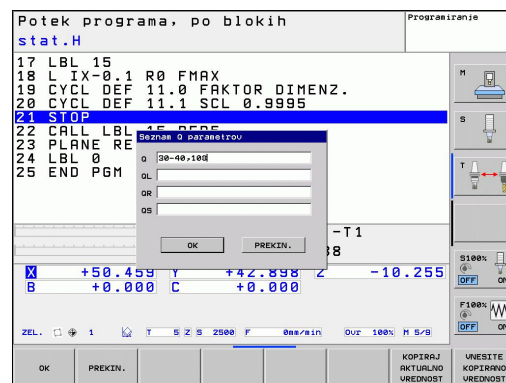 Potek programa, po blokih
stat.H
Programiranje
17 LBL 15
18 L IX-0.1 R0 FMAX
19 CYCL DEF 11.0 FAKTOR DIMENZ.
20 CYCL DEF 11.1 SCL 0.9995
21 STOP
22 CALL LBL 15 REP5
23 PLANE RE
24 LBL 0
25 END PGM
Seznam Q parametrov
Q 30-40,108
QL
QR
QS
OK PREKIN.
-T1
X +50.459 Y +42.898 Z -10.255
B +0.000 C +0.000
ZEL. 1 T 5 Z S 2500 F 0mm/min Ovr 100% M 5/9
M
S
T
S100%
OFF ON
F100%
OFF ON
OK PREKIN. KOPIRAJ AKTUALNO VREDNOST VNESITE KOPIRANO VREDNOST